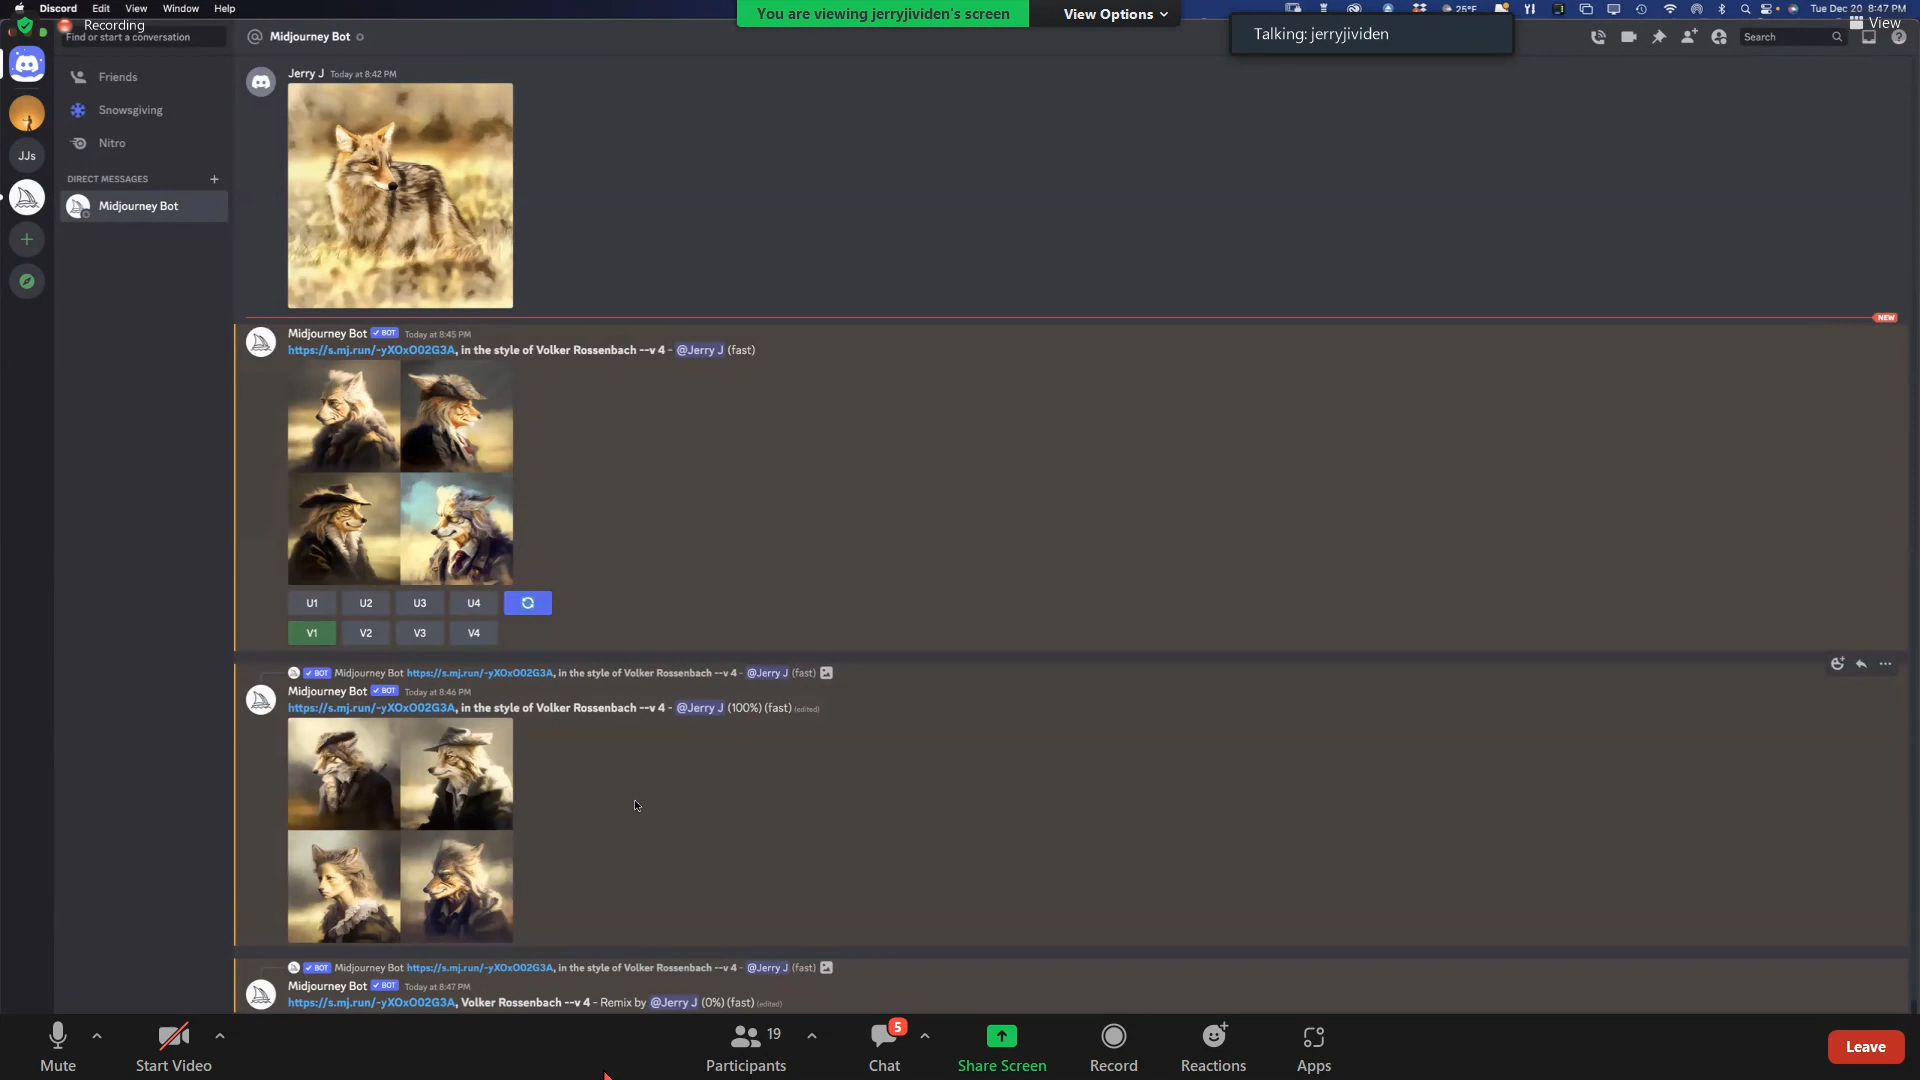 Discord Edit View Window Help
25°F
Tue Dec 20 8:47 PM
You are viewing jerryjividen's screen
View Options
Talking: jerryjividen
Recording
View
Find or start a conversation
Midjourney Bot
Search
Friends
Snowsgiving
Nitro
DIRECT MESSAGES
Midjourney Bot
JJs
Jerry J Today at 8:42 PM
NEW
Midjourney Bot BOT Today at 8:45 PM
https://s.mj.run/-yXOxO02G3A, in the style of Volker Rossenbach --v 4 - @Jerry J (fast)
U1 U2 U3 U4
V1 V2 V3 V4
BOT Midjourney Bot https://s.mj.run/-yXOxO02G3A, in the style of Volker Rossenbach --v 4 - @Jerry J (fast)
Midjourney Bot BOT Today at 8:46 PM
https://s.mj.run/-yXOxO02G3A, in the style of Volker Rossenbach --v 4 - @Jerry J (100%) (fast) (edited)
BOT Midjourney Bot https://s.mj.run/-yXOxO02G3A, in the style of Volker Rossenbach --v 4 - @Jerry J (fast)
Midjourney Bot BOT Today at 8:47 PM
https://s.mj.run/-yXOxO02G3A, Volker Rossenbach --v 4 - Remix by @Jerry J (0%) (fast) (edited)
19
5
Mute
Start Video
Participants
Chat
Share Screen
Record
Reactions
Apps
Leave